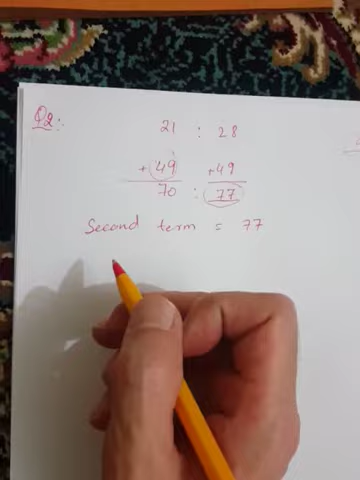 Q2:
21 : 28
+49 +49
70 : 77
Second term = 77